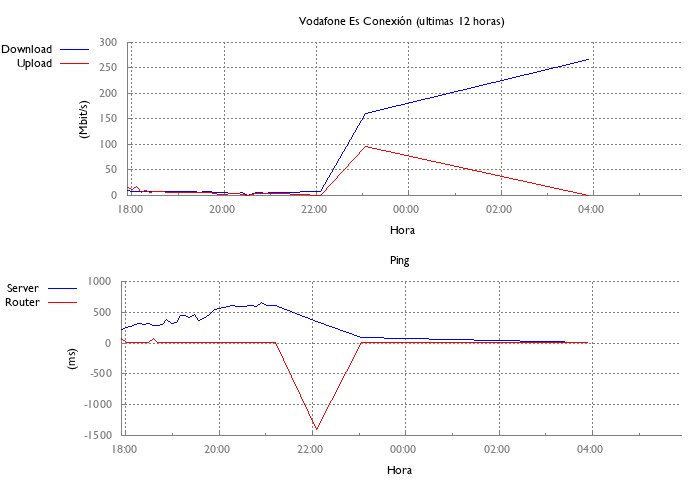 Vodafone Es Conexión (ultimas 12 horas)
Download
Upload
(Mbit/s)
300
250
200
150
100
50
0
18:00 20:00 22:00 00:00 02:00 04:00
Hora
Ping
Server
Router
(ms)
1000
500
0
-500
-1000
-1500
18:00 20:00 22:00 00:00 02:00 04:00
Hora